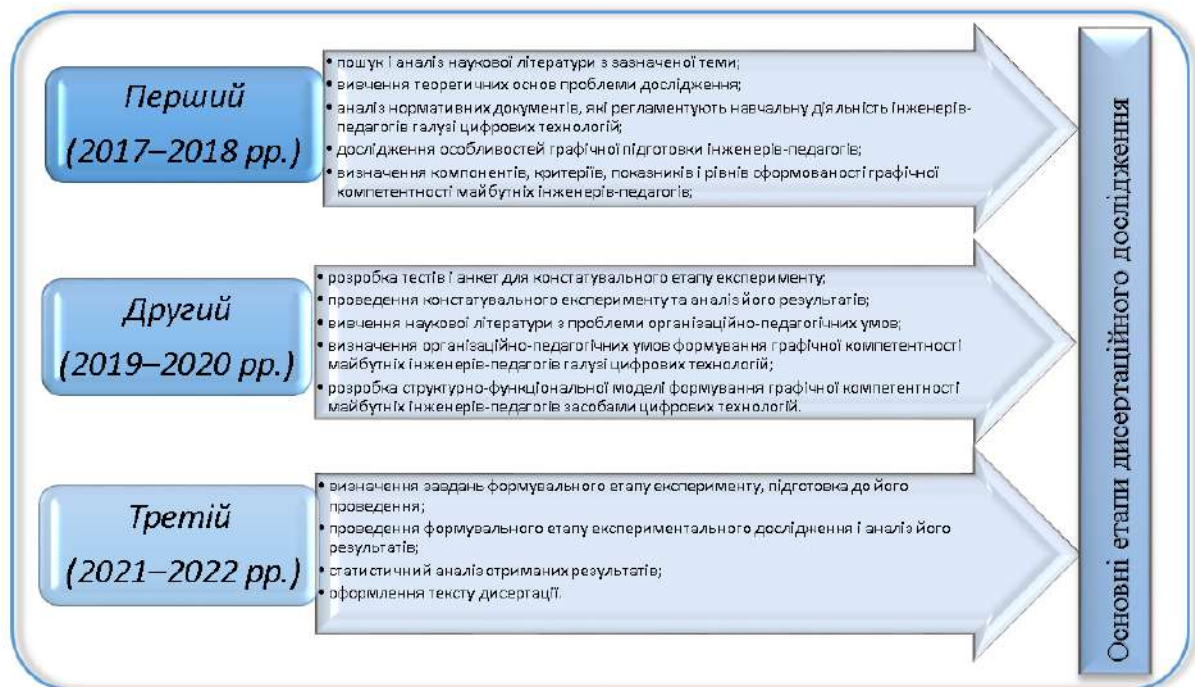 Перший
(2017–2018 рр.)
• пошук і аналіз наукової літератури з зазначеної теми;
• вивчення теоретичних основ проблеми дослідження;
• аналіз нормативних документів, які регламентують навчальну діяльність інженерів-
педагогів галузі цифрових технологій;
• дослідження особливостей графічної підготовки інженерів-педагогів;
• визначення компонентів, критеріїв, показників і рівнів сформованості графічної
компетентності майбутніх інженерів-педагогів;
Другий
(2019–2020 рр.)
• розробка тестів і анкет для констатувального етапу експерименту;
• проведення констатувального експерименту та аналіз його результатів;
• вивчення наукової літератури з проблеми організаційно-педагогічних умов;
• визначення організаційно-педагогічних умов формування графічної компетентності
майбутніх інженерів-педагогів галузі цифрових технологій;
• розробка структурно-функціональної моделі формування графічної компетентності
майбутніх інженерів-педагогів засобами цифрових технологій.
Третій
(2021–2022 рр.)
• визначення завдань формувального етапу експерименту, підготовка до його
проведення;
• проведення формувального етапу експериментального дослідження і аналіз його
результатів;
• статистичний аналіз отриманих результатів;
• оформлення тексту дисертації.
Основні етапи дисертаційного дослідження